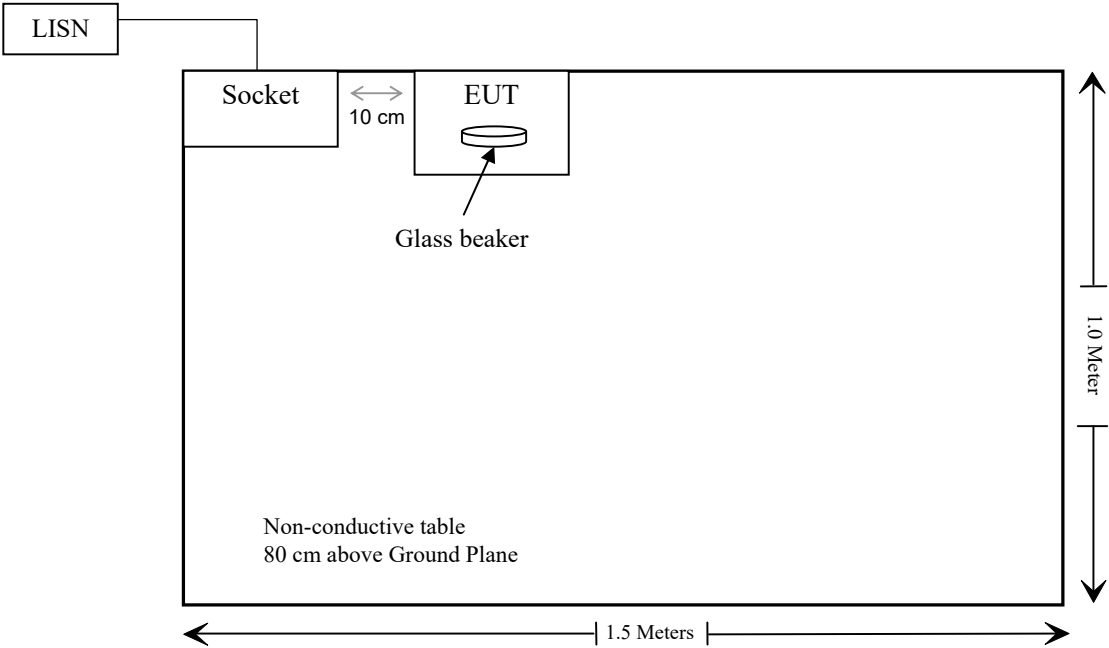 LISN
Socket
EUT
10 cm
Glass beaker
1.0 Meter
Non-conductive table
80 cm above Ground Plane
1.5 Meters